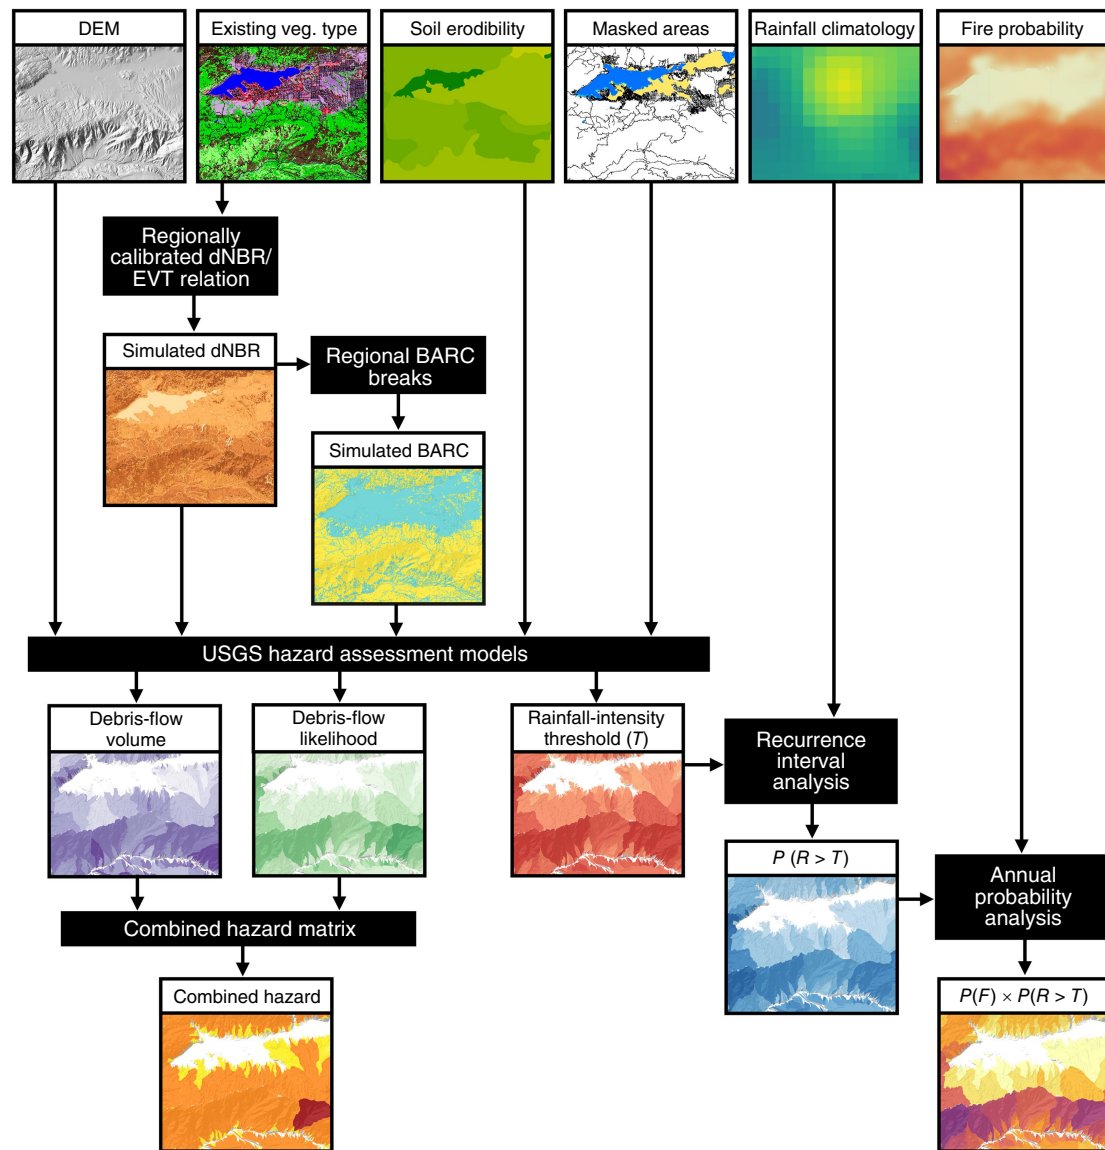 DEM
Existing veg. type
Soil erodibility
Masked areas
Rainfall climatology
Fire probability
Regionally
calibrated dNBR/
EVT relation
Simulated dNBR
Regional BARC
breaks
Simulated BARC
USGS hazard assessment models
Debris-flow
volume
Debris-flow
likelihood
Rainfall-intensity
threshold (T)
Recurrence
interval
analysis
P (R > T)
Annual
probability
analysis
Combined hazard matrix
Combined hazard
P(F) × P(R > T)